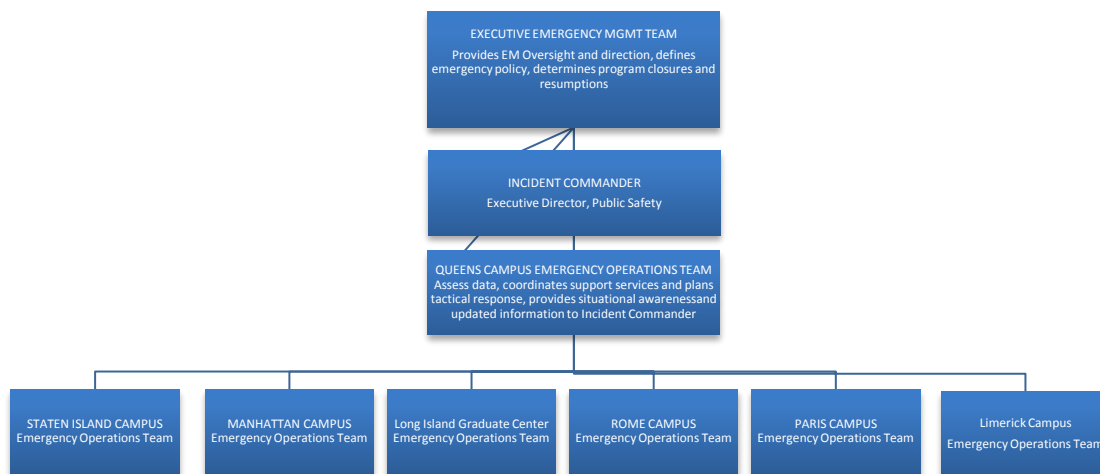 EXECUTIVE EMERGENCY MGMT TEAM
Provides EM Oversight and direction, defines
emergency policy, determines program closures and
resumptions
INCIDENT COMMANDER
Executive Director, Public Safety
QUEENS CAMPUS EMERGENCY OPERATIONS TEAM
Assess data, coordinates support services and plans
tactical response, provides situational awarenessand
updated information to Incident Commander
STATEN ISLAND CAMPUS
Emergency Operations Team
MANHATTAN CAMPUS
Emergency Operations Team
Long Island Graduate Center
Emergency Operations Team
ROME CAMPUS
Emergency Operations Team
PARIS CAMPUS
Emergency Operations Team
Limerick Campus
Emergency Operations Team